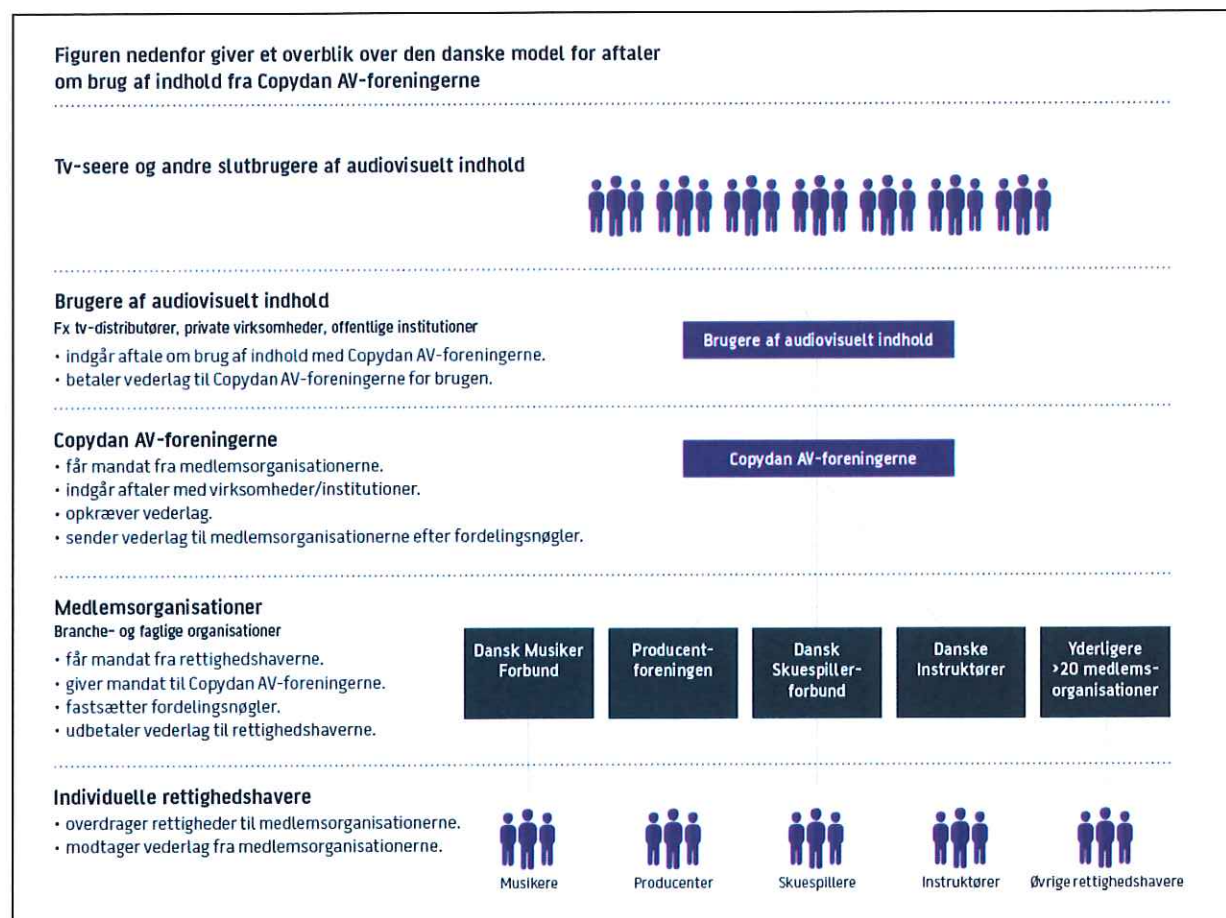 Figuren nedenfor giver et overblik over den danske model for aftaler
om brug af indhold fra Copydan AV-foreningerne
Tv-seere og andre slutbrugere af audiovisuelt indhold
Brugere af audiovisuelt indhold
Fx tv-distributører, private virksomheder, offentlige institutioner
• indgår aftale om brug af indhold med Copydan AV-foreningerne.
• betaler vederlag til Copydan AV-foreningerne for brugen.
Brugere af audiovisuelt indhold
Copydan AV-foreningerne
• får mandat fra medlemsorganisationerne.
• indgår aftaler med virksomheder/institutioner.
• opkræver vederlag.
• sender vederlag til medlemsorganisationerne efter fordelingsnøgler.
Copydan AV-foreningerne
Medlemsorganisationer
Branche- og faglige organisationer
• får mandat fra rettighedshaverne.
• giver mandat til Copydan AV-foreningerne.
• fastsætter fordelingsnøgler.
• udbetaler vederlag til rettighedshaverne.
Dansk Musiker
Forbund
Producent-
foreningen
Dansk
Skuespiller-
forbund
Danske
Instruktører
Yderligere
>20 medlems-
organisationer
Individuelle rettighedshavere
• overdrager rettigheder til medlemsorganisationerne.
• modtager vederlag fra medlemsorganisationerne.
Musikere
Producenter
Skuespillere
Instruktører
Øvrige rettighedshavere